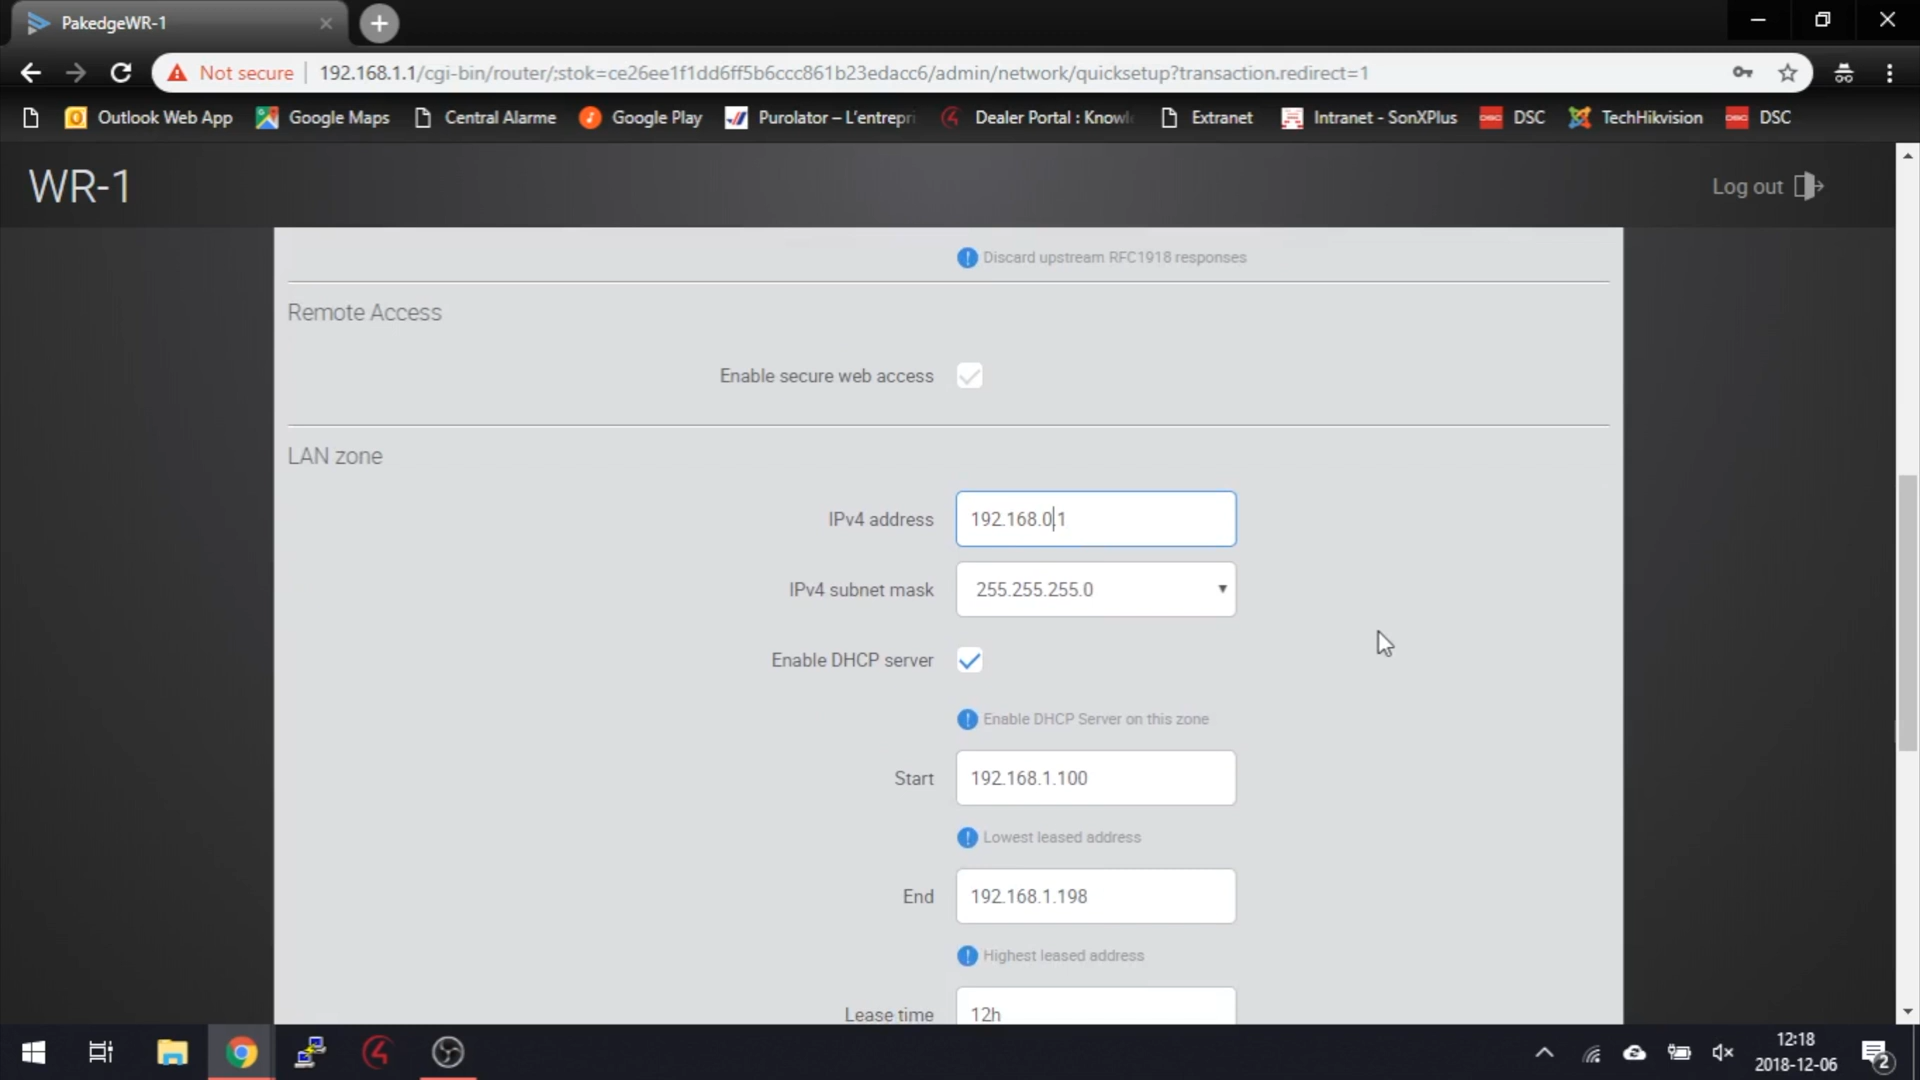 PakedgeWR-1
Not secure
192.168.1.1/cgi-bin/router/;stok=ce26ee1f1dd6ff5b6ccc861b23edacc6/admin/network/quicksetup?transaction.redirect=1
Outlook Web App
Google Maps
Central Alarme
Google Play
Purolator – L'entrepri
Dealer Portal : Knowl
Extranet
Intranet - SonXPlus
DSC
TechHikvision
DSC
WR-1
Log out
Discard upstream RFC1918 responses
Remote Access
Enable secure web access
LAN zone
IPv4 address
192.168.0.1
IPv4 subnet mask
255.255.255.0
Enable DHCP server
Enable DHCP Server on this zone
Start
192.168.1.100
Lowest leased address
End
192.168.1.198
Highest leased address
Lease time
12h
12:18
2018-12-06
2